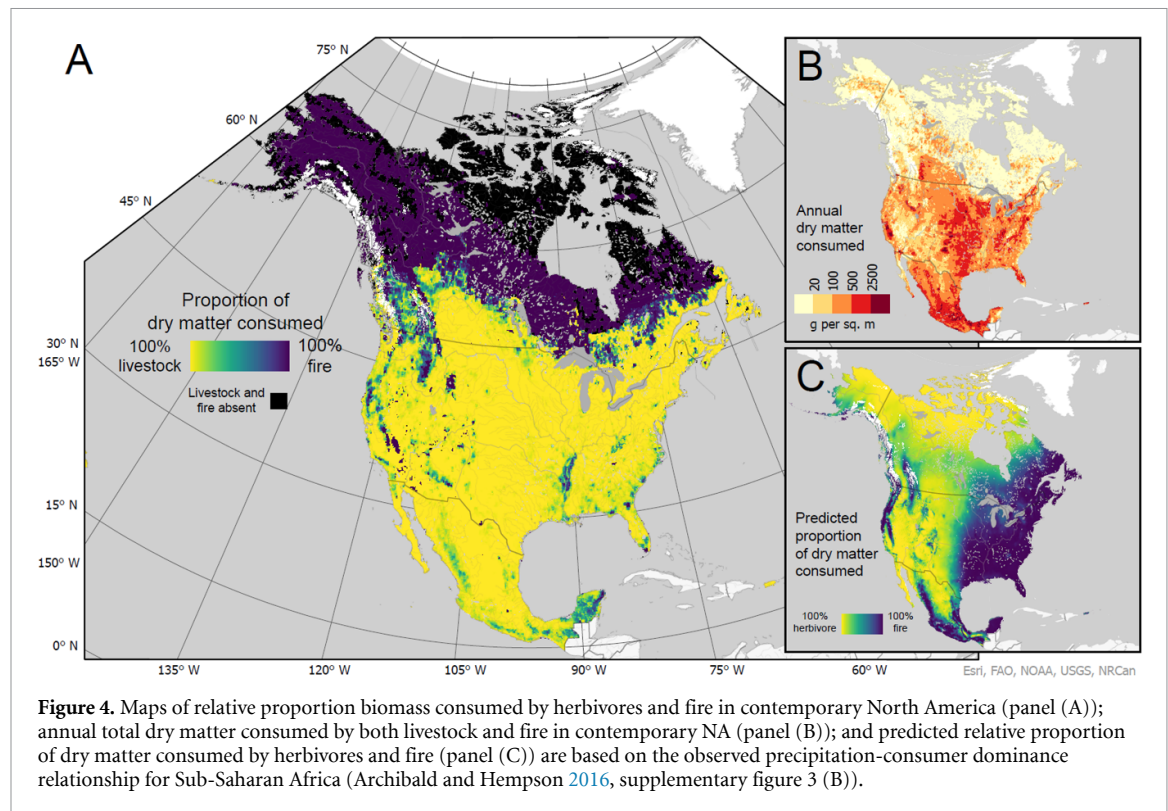 A
75° N
60° N
45° N
30° N
165° W
15° N
150° W
0° N
135° W
120° W
105° W
90° W
75° W
60° W
Proportion of
dry matter consumed
100%
livestock
100%
fire
Livestock and
fire absent
B
Annual
dry matter
consumed
20
100
500
2500
g per sq. m
C
Predicted
proportion
of dry matter
consumed
100%
herbivore
100%
fire
Esri, FAO, NOAA, USGS, NRCan
Figure 4. Maps of relative proportion biomass consumed by herbivores and fire in contemporary North America (panel (A));
annual total dry matter consumed by both livestock and fire in contemporary NA (panel (B)); and predicted relative proportion
of dry matter consumed by herbivores and fire (panel (C)) are based on the observed precipitation-consumer dominance
relationship for Sub-Saharan Africa (Archibald and Hempson 2016, supplementary figure 3 (B)).